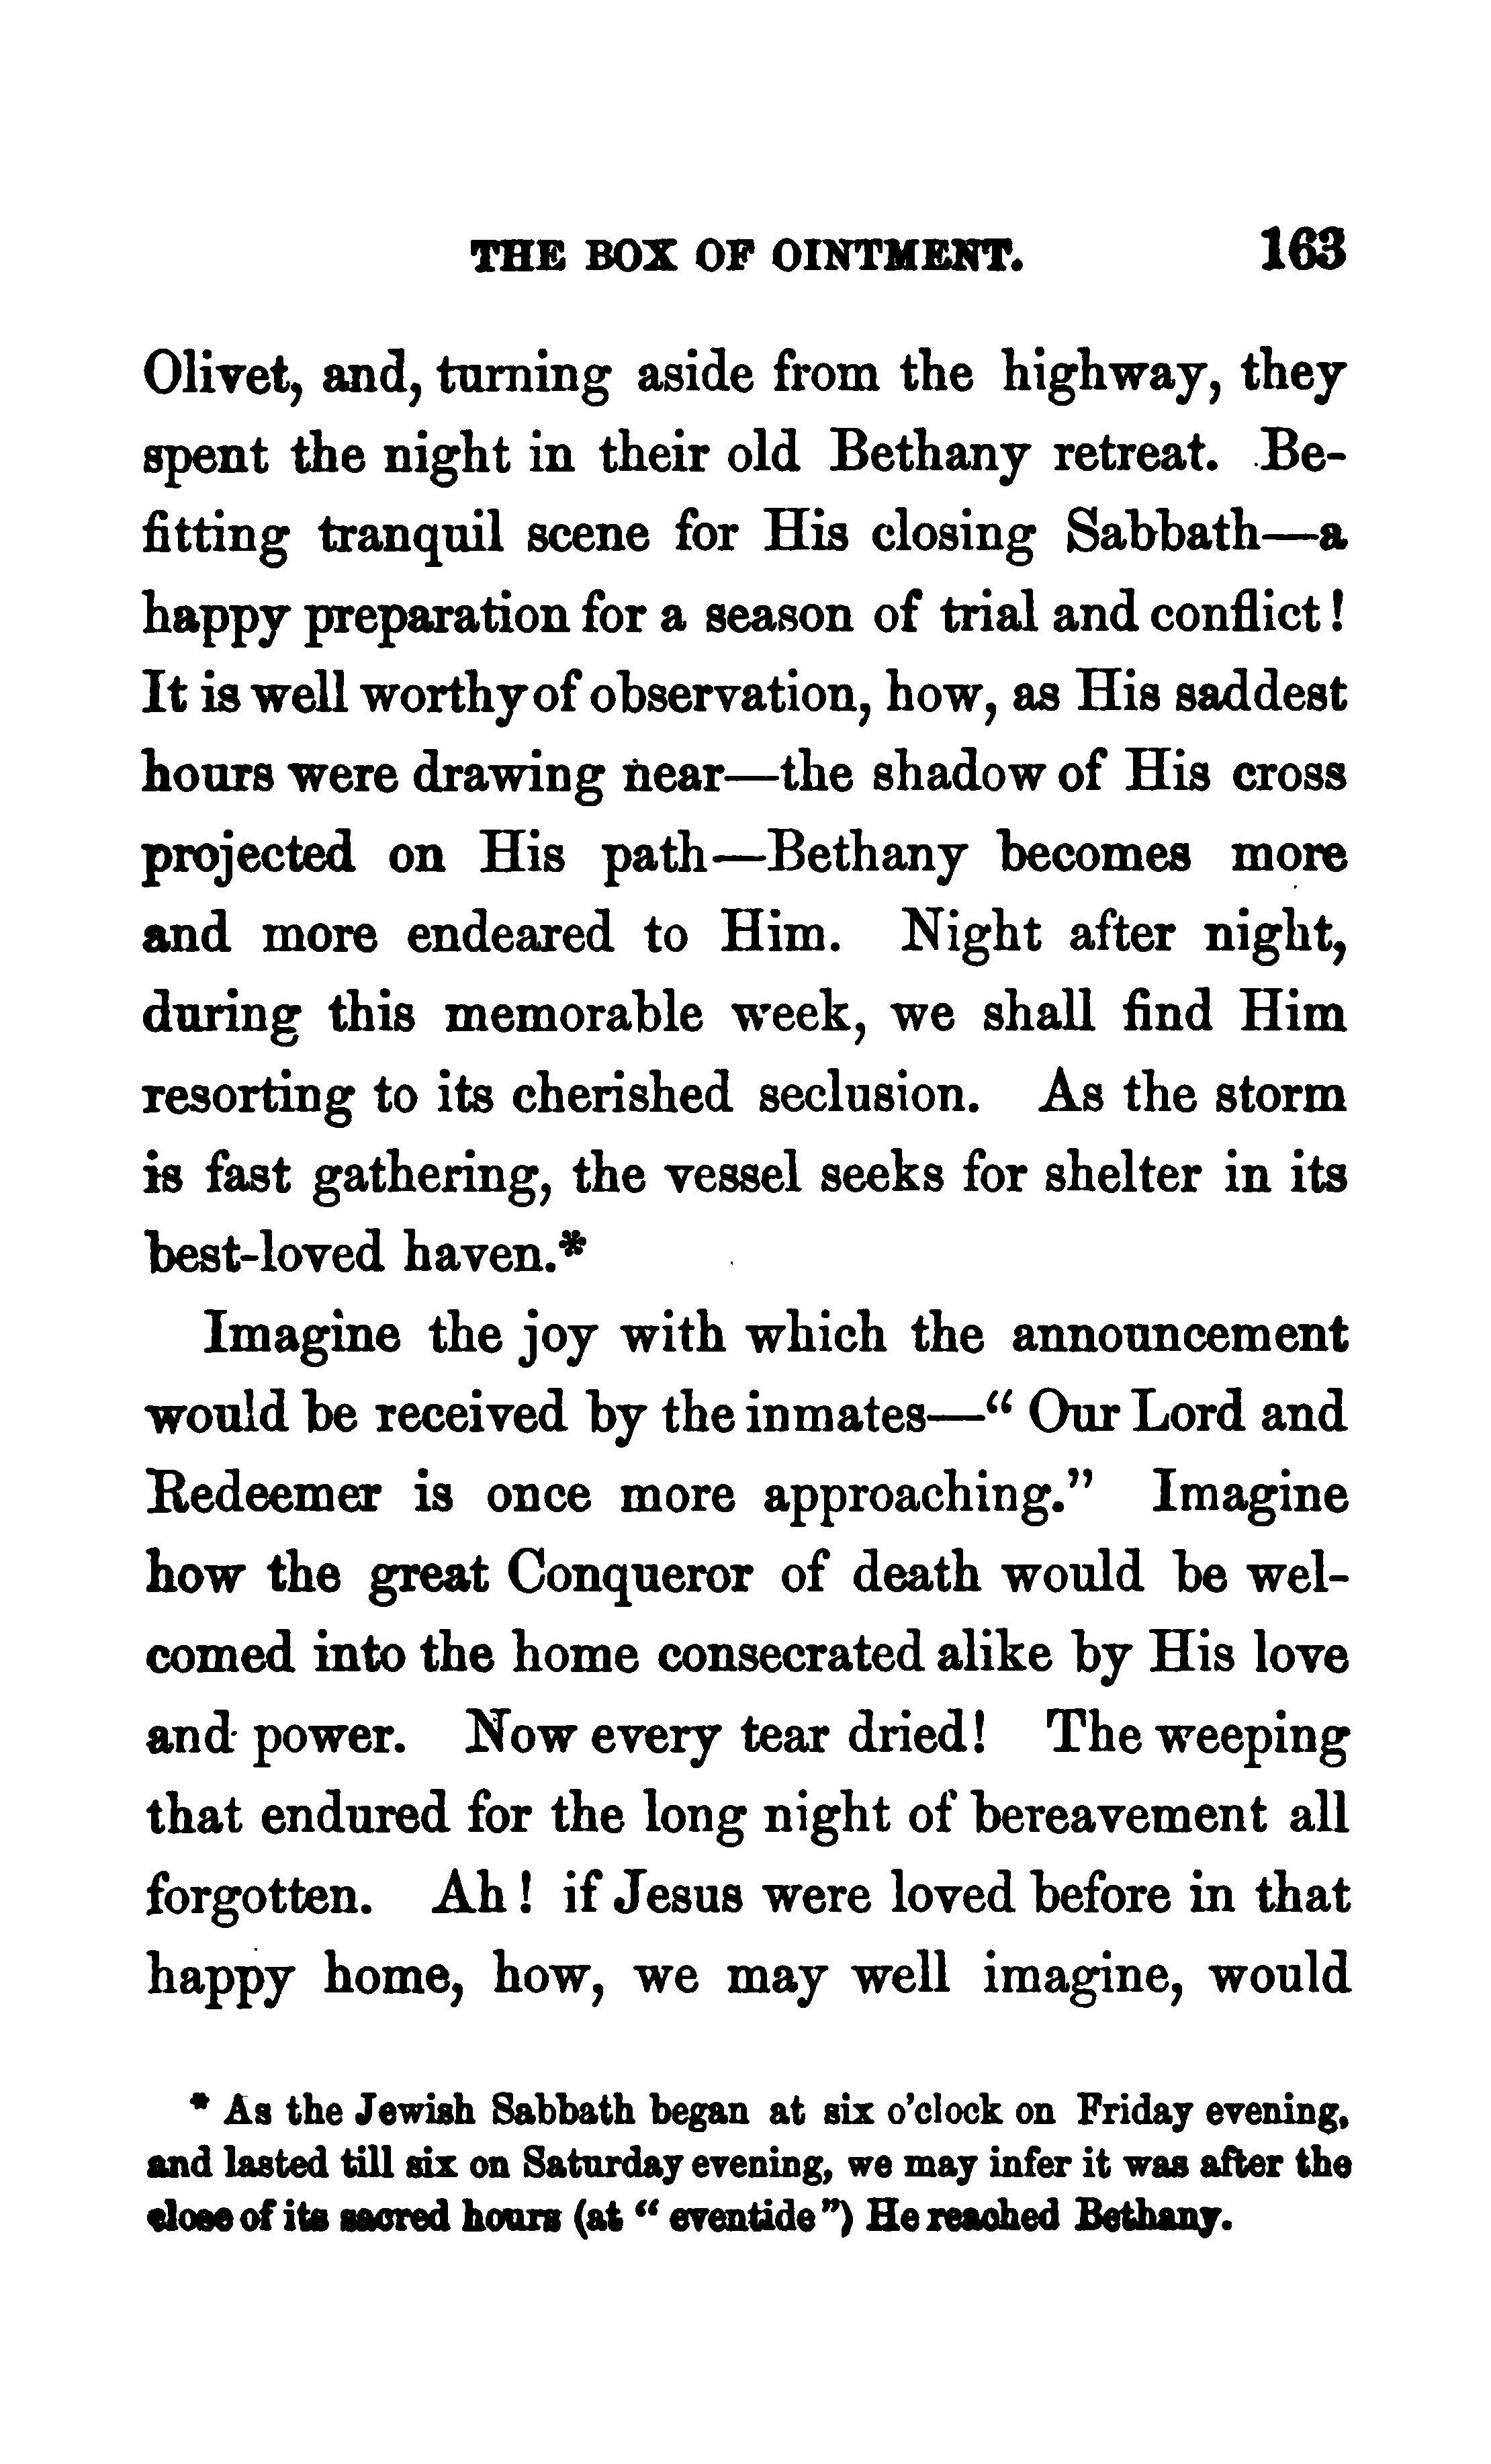 THE BOX OF OINTMENT. 163
Olivet, and, turning aside from the highway, they
spent the night in their old Bethany retreat. Be-
fitting tranquil scene for His closing Sabbath—a
happy preparation for a season of trial and conflict!
It is well worthy of observation, how, as His saddest
hours were drawing near—the shadow of His cross
projected on His path—Bethany becomes more
and more endeared to Him. Night after night,
during this memorable week, we shall find Him
resorting to its cherished seclusion. As the storm
is fast gathering, the vessel seeks for shelter in its
best-loved haven.*
Imagine the joy with which the announcement
would be received by the inmates—“ Our Lord and
Redeemer is once more approaching.” Imagine
how the great Conqueror of death would be wel-
comed into the home consecrated alike by His love
and power. Now every tear dried! The weeping
that endured for the long night of bereavement all
forgotten. Ah! if Jesus were loved before in that
happy home, how, we may well imagine, would
* As the Jewish Sabbath began at six o’clock on Friday evening,
and lasted till six on Saturday evening, we may infer it was after the
close of its sacred hours (at “ eventide”) He reached Bethany.